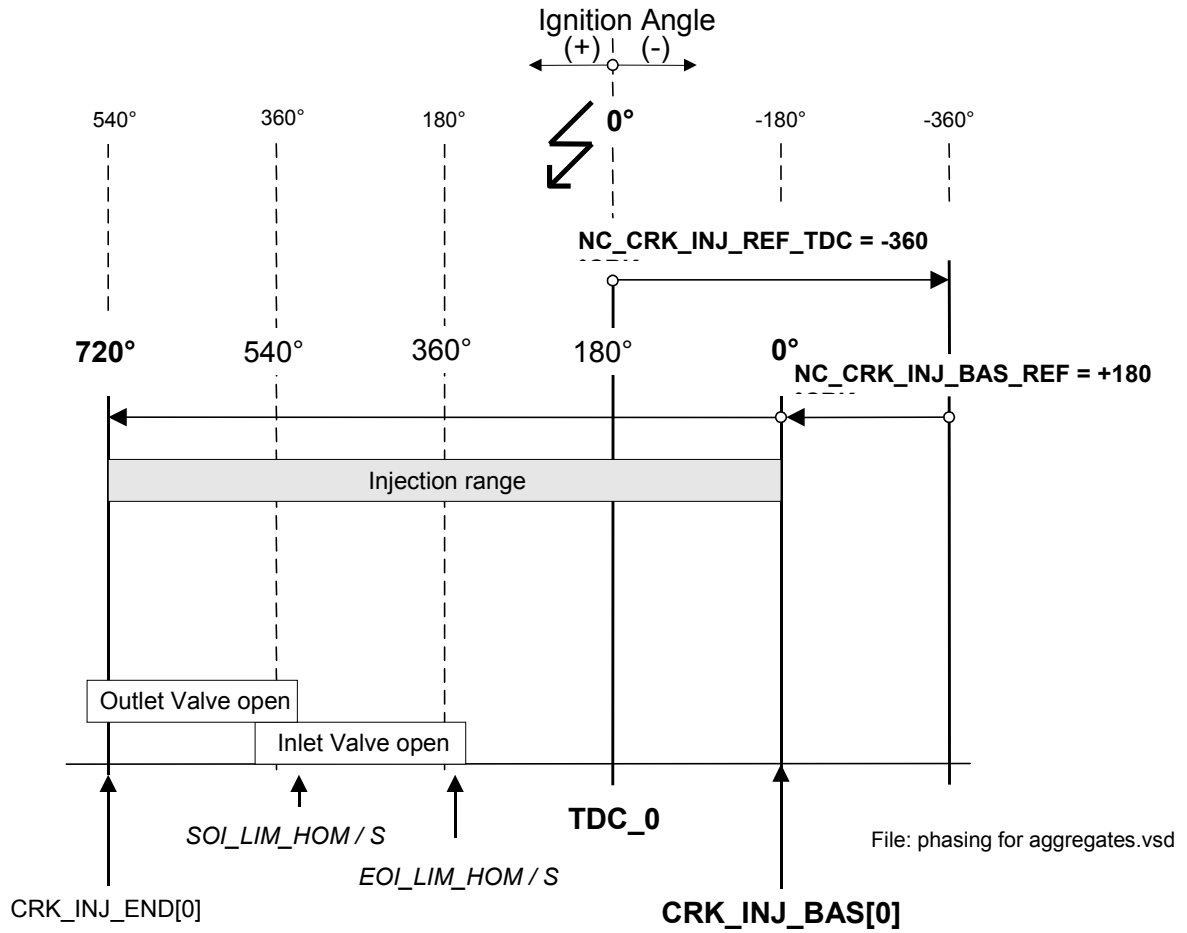 Ignition Angle
(+) (-)
540° 360° 180° 0° -180° -360°
NC_CRK_INJ_REF_TDC = -360
720° 540° 360° 180° 0°
NC_CRK_INJ_BAS_REF = +180
Injection range
Outlet Valve open
Inlet Valve open
SOI_LIM_HOM / S
TDC_0
File: phasing for aggregates.vsd
EOI_LIM_HOM / S
CRK_INJ_END[0]
CRK_INJ_BAS[0]